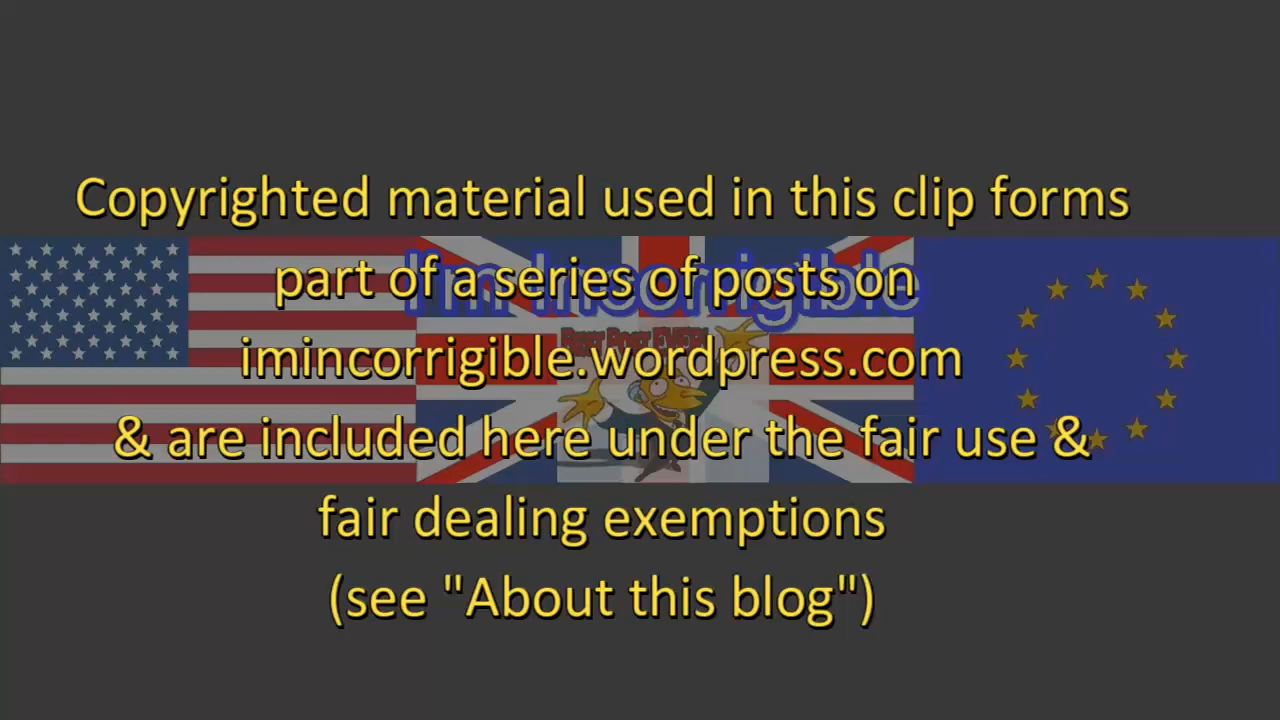 Copyrighted material used in this clip forms
part of a series of posts on
I'm Incorrigible
imincorrigible.wordpress.com
& are included here under the fair use &
fair dealing exemptions
(see "About this blog")